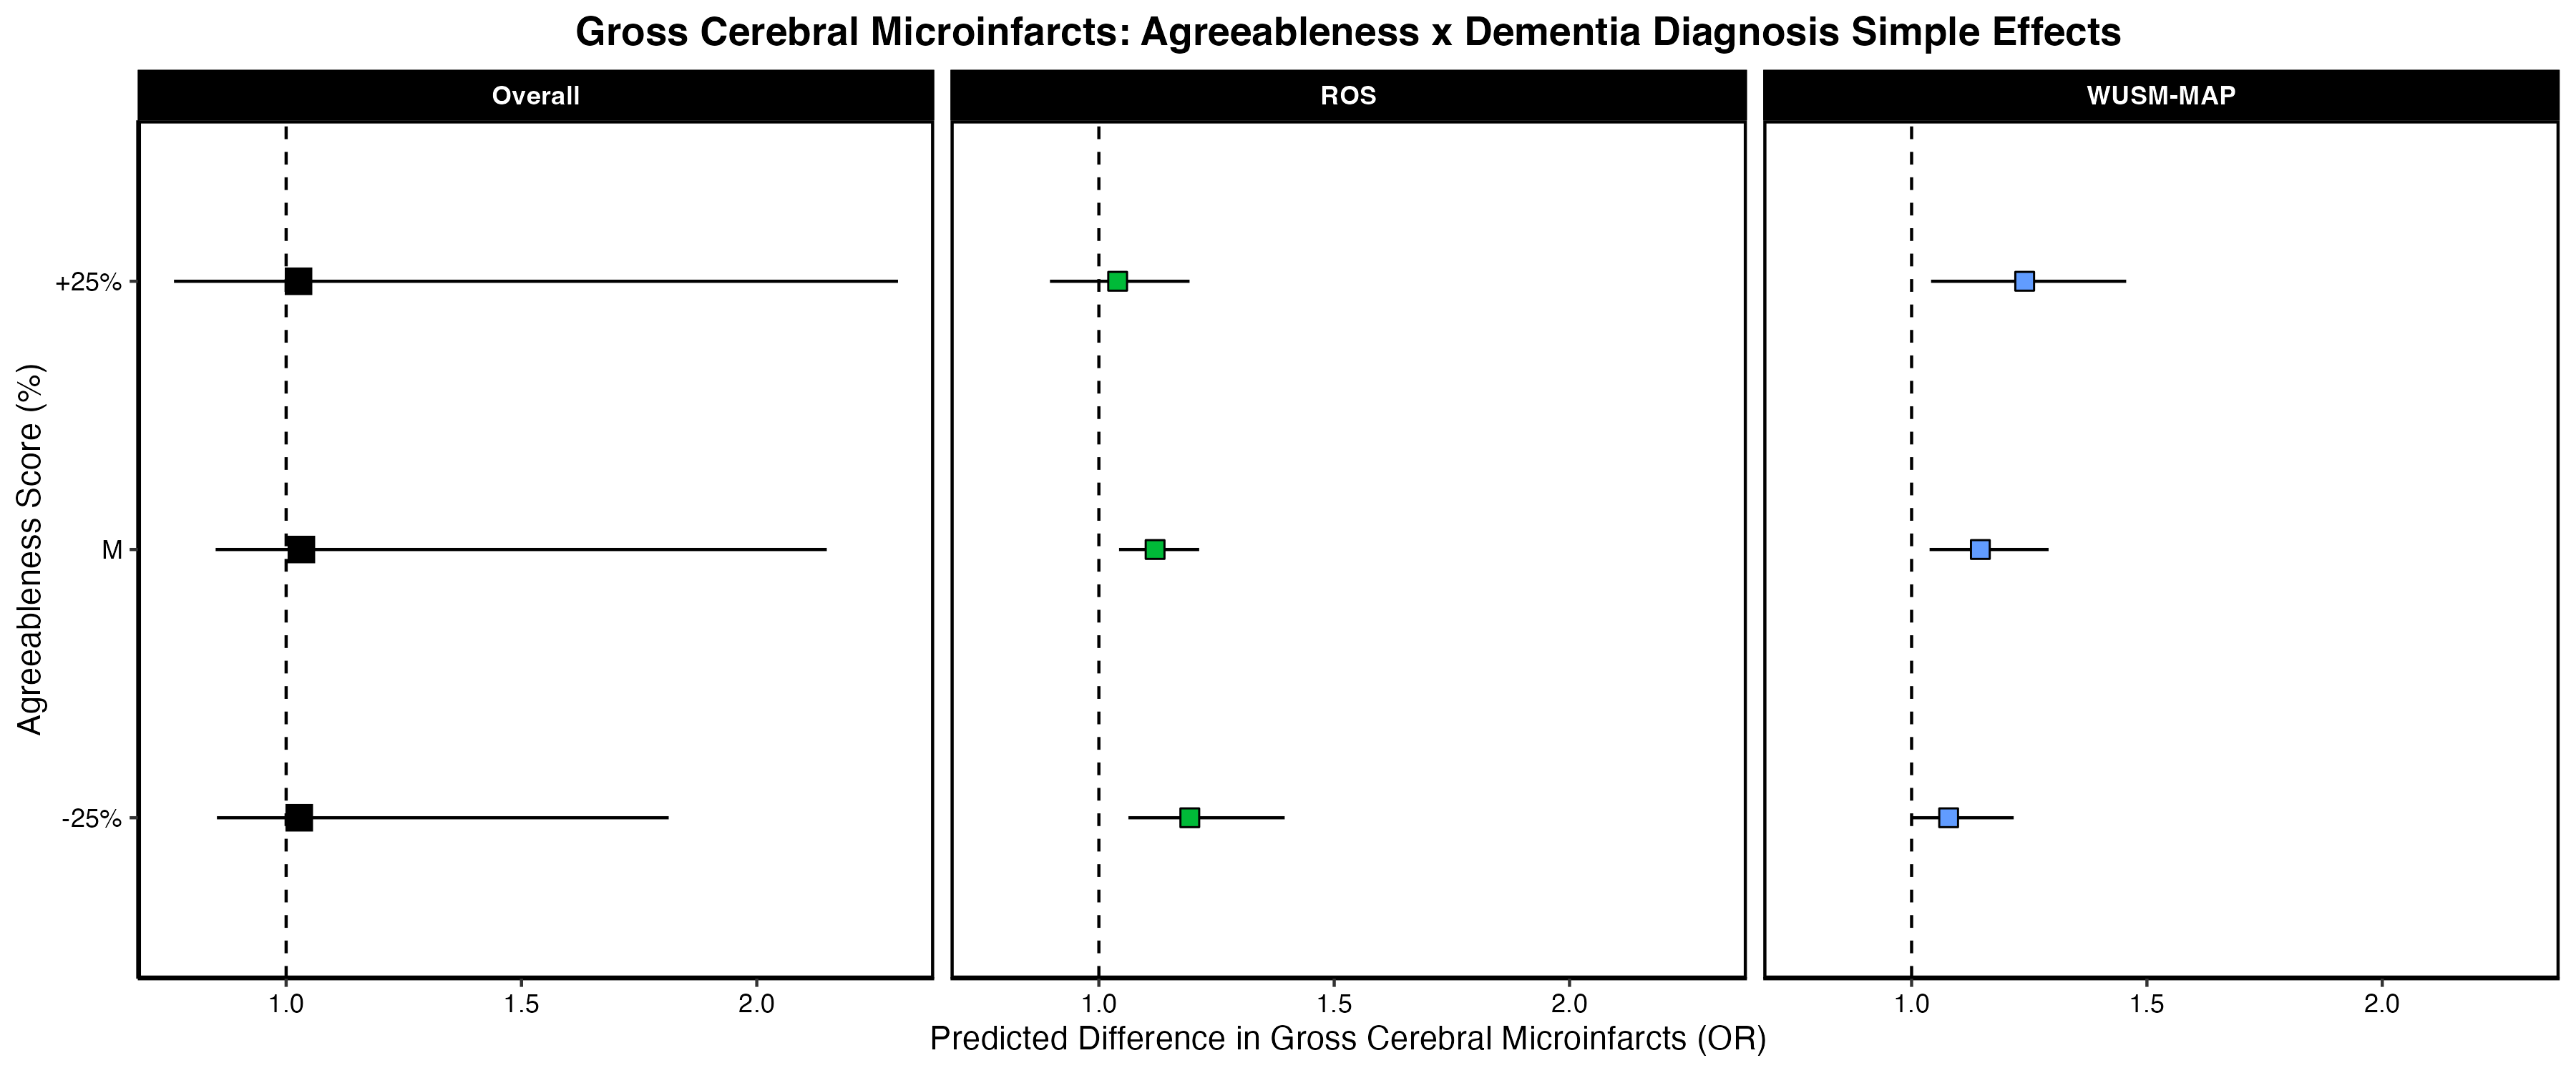 Gross Cerebral Microinfarcts: Agreeableness x Dementia Diagnosis Simple Effects
Overall
ROS
WUSM-MAP
Agreeableness Score (%)
+25%
M
-25%
1.0 1.5 2.0
1.0 1.5 2.0
1.0 1.5 2.0
Predicted Difference in Gross Cerebral Microinfarcts (OR)